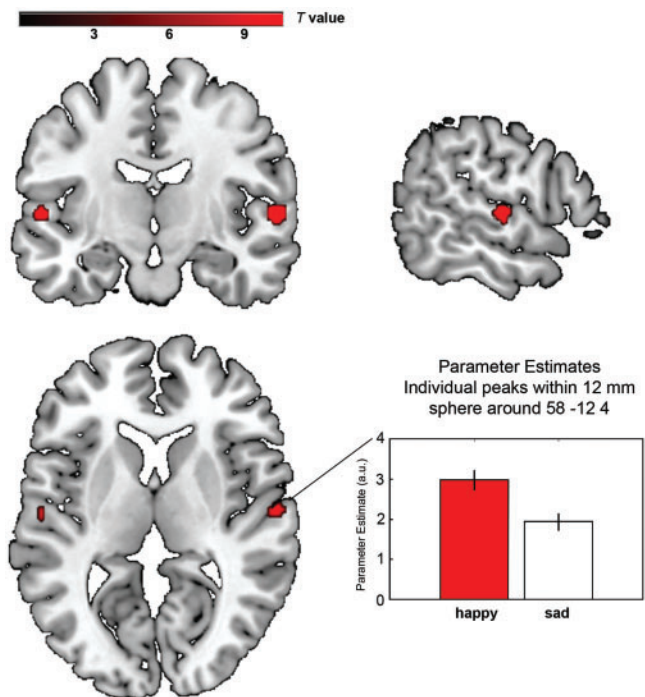 T value
3 6 9
Parameter Estimates
Individual peaks within 12 mm
sphere around 58 -12 4
Parameter Estimate (a.u.)
4
3
2
1
0
happy sad